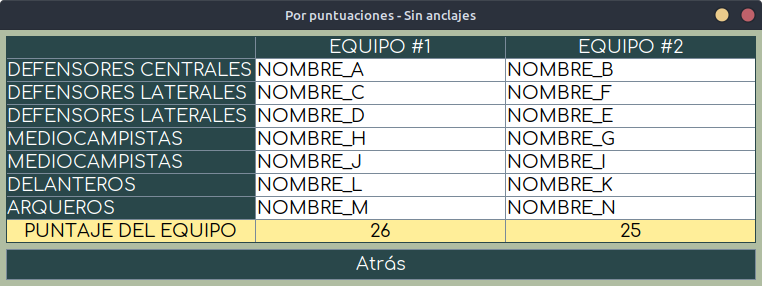 Por puntuaciones - Sin anclajes
EQUIPO #1 EQUIPO #2
DEFENSORES CENTRALES NOMBRE_A NOMBRE_B
DEFENSORES LATERALES NOMBRE_C NOMBRE_F
DEFENSORES LATERALES NOMBRE_D NOMBRE_E
MEDIOCAMPISTAS NOMBRE_H NOMBRE_G
MEDIOCAMPISTAS NOMBRE_J NOMBRE_I
DELANTEROS NOMBRE_L NOMBRE_K
ARQUEROS NOMBRE_M NOMBRE_N
PUNTAJE DEL EQUIPO 26 25
Atrás